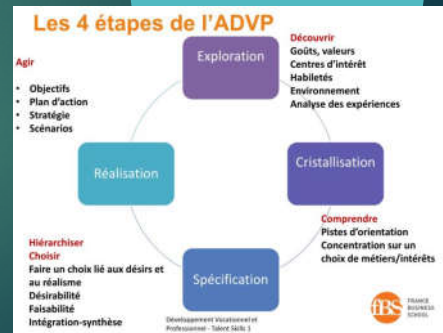 Les 4 étapes de l'ADVP
Exploration
Découvrir
Goûts, valeurs
Centres d'intérêt
Habiletés
Environnement
Analyse des expériences
Agir
• Objectifs
• Plan d'action
• Stratégie
• Scénarios
Réalisation
Cristallisation
Comprendre
Pistes d'orientation
Concentration sur un
choix de métiers/intérêts
Hiérarchiser
Choisir
Faire un choix lié aux désirs et
au réalisme
Désirabilité
Faisabilité
Intégration-synthèse
Spécification
Développement Vocationnel et
Professionnel - Talent Skills 1
fBS
FRANCE
BUSINESS
SCHOOL